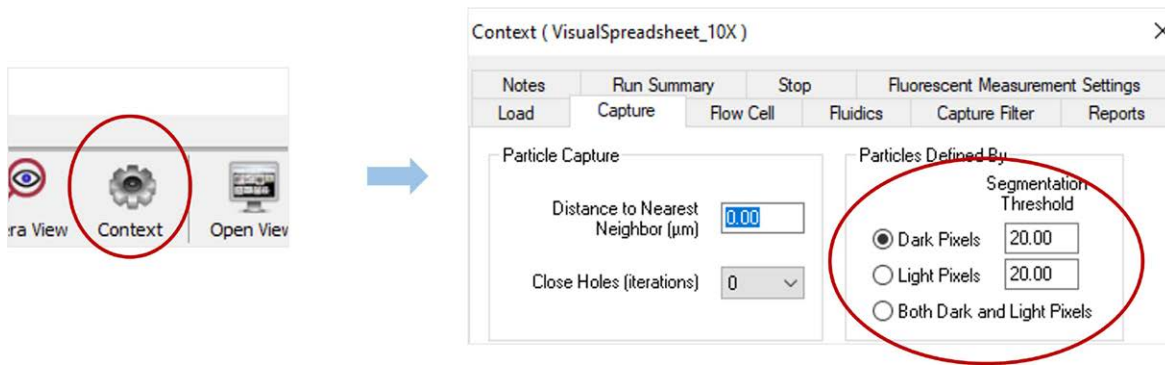 era View
Context
Open View
Context ( VisualSpreadsheet_10X )
Notes Run Summary Stop Fluorescent Measurement Settings
Load Capture Flow Cell Fluidics Capture Filter Reports
Particle Capture
Distance to Nearest
Neighbor (µm) 0.00
Close Holes (iterations) 0
Particles Defined By
Segmentation
Threshold
Dark Pixels 20.00
Light Pixels 20.00
Both Dark and Light Pixels